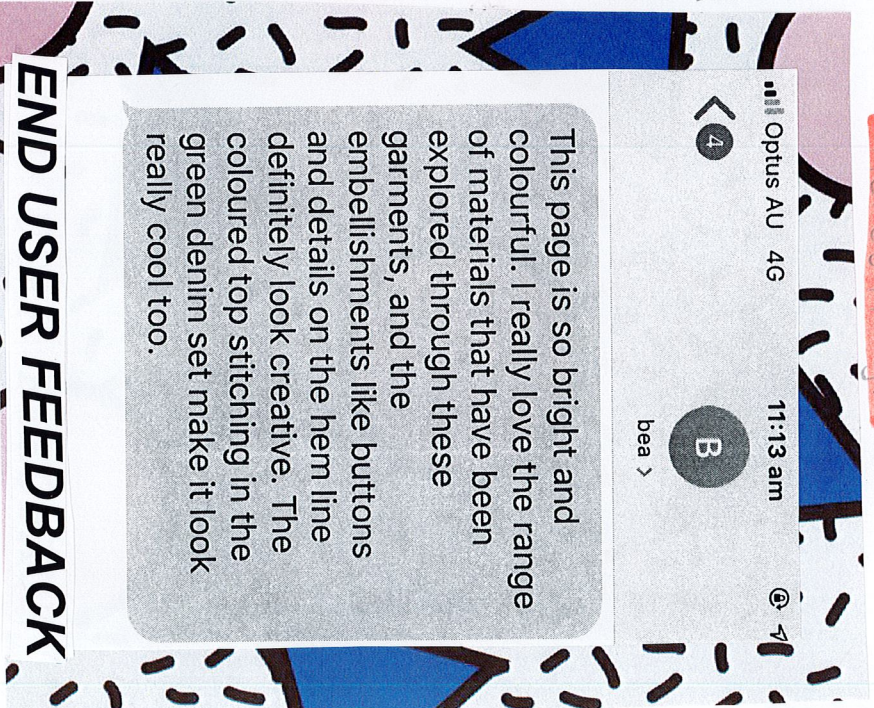 Optus AU 4G 11:13 am
4
B
bea >
This page is so bright and
colourful. I really love the range
of materials that have been
explored through these
garments, and the
embellishments like buttons
and details on the hem line
definitely look creative. The
coloured top stitching in the
green denim set make it look
really cool too.
END USER FEEDBACK